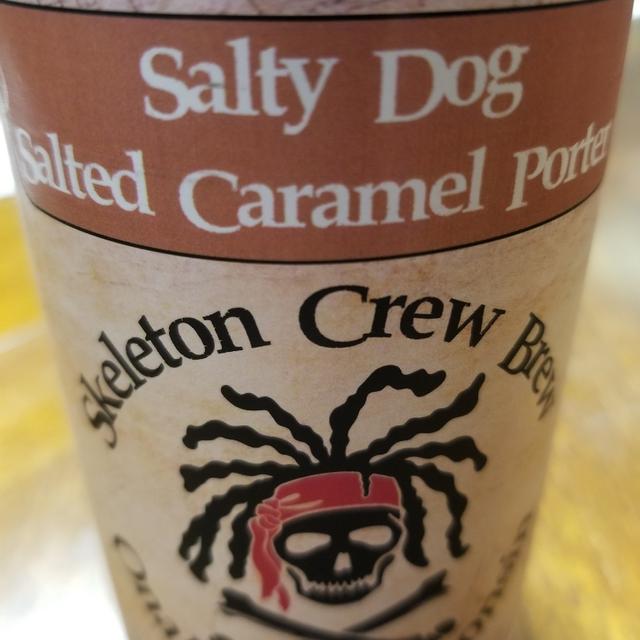 Salty Dog
Salted Caramel Porter
Skeleton Crew Brew